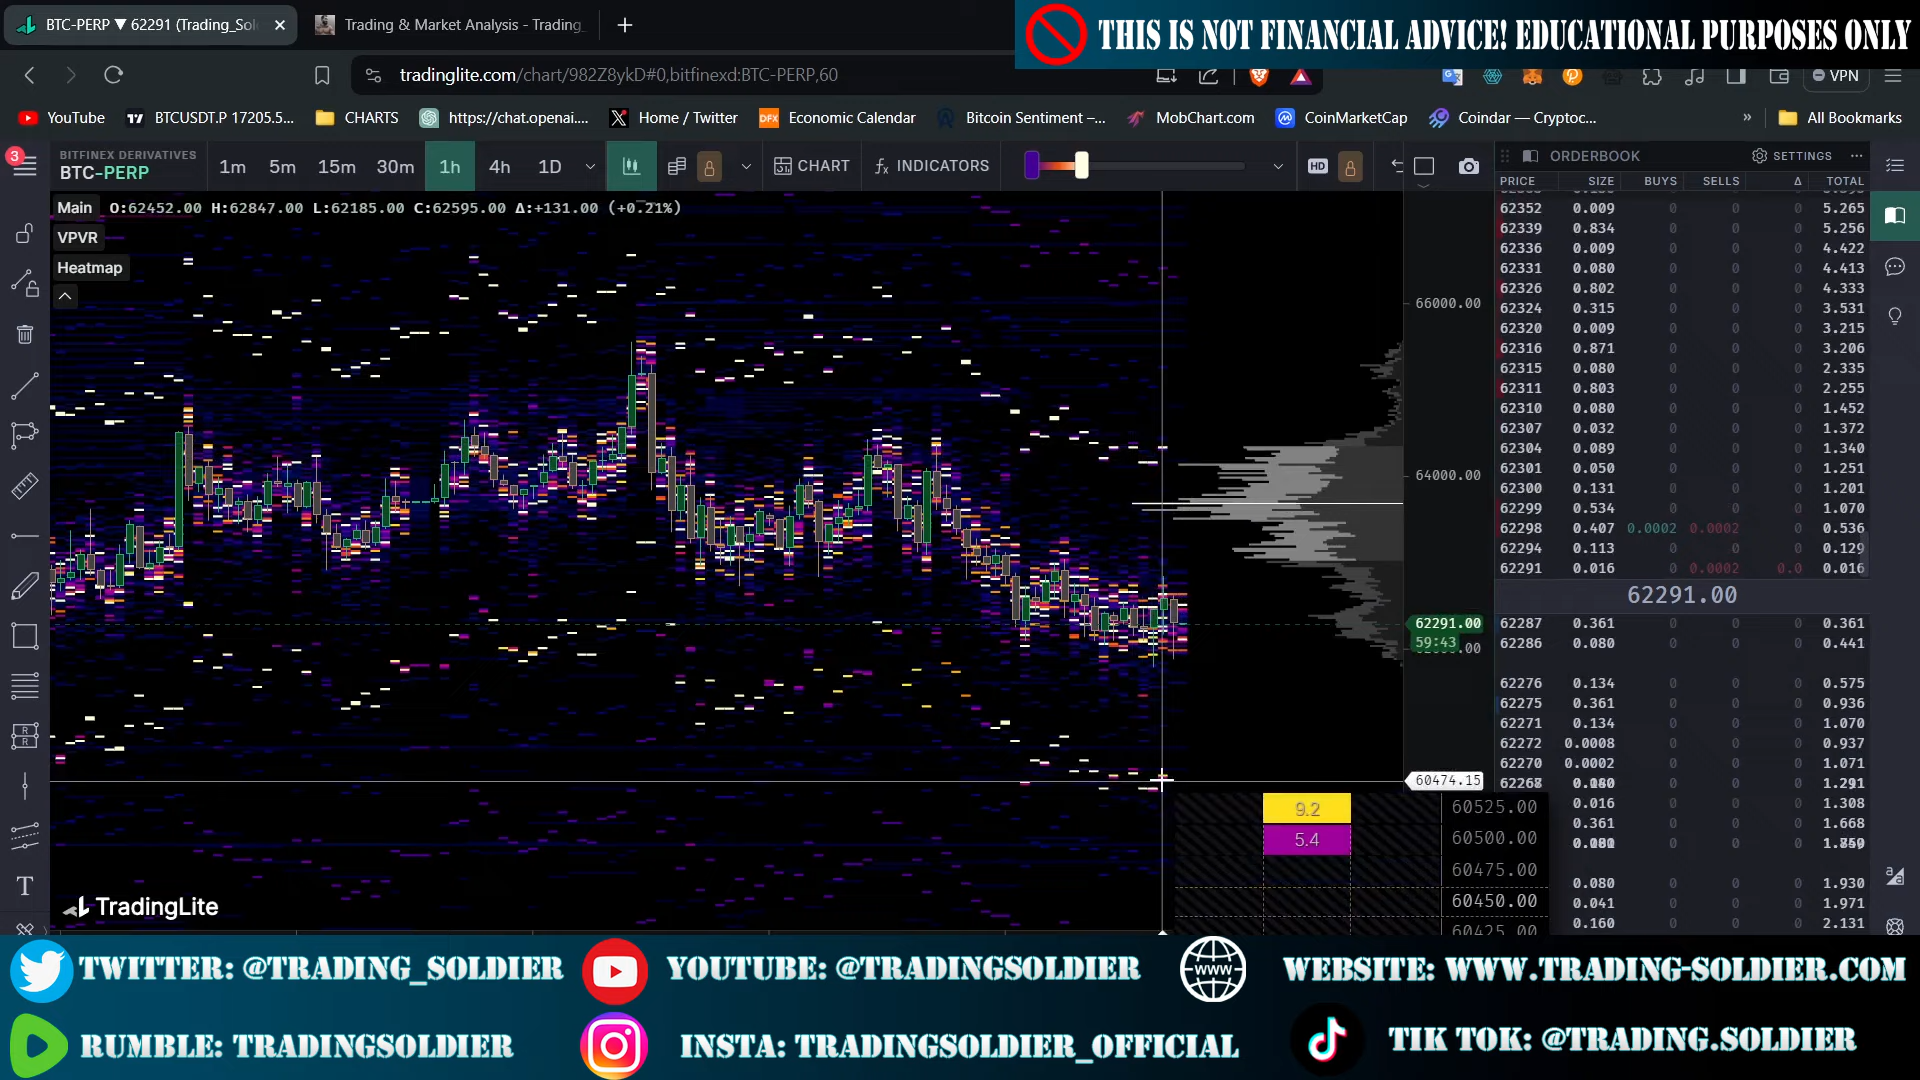 BTC-PERP ▼ 62291 (Trading_Sol
Trading & Market Analysis - Trading_
THIS IS NOT FINANCIAL ADVICE! EDUCATIONAL PURPOSES ONLY
tradinglite.com/chart/982Z8ykD#0,bitfinexd:BTC-PERP,60
VPN
YouTube
BTCUSDT.P 17205.5...
CHARTS
https://chat.openai....
Home / Twitter
DFX
Economic Calendar
Bitcoin Sentiment –...
MobChart.com
CoinMarketCap
Coindar — Cryptoc...
»
All Bookmarks
3
BITFINEX DERIVATIVES
BTC-PERP
1m 5m 15m 30m 1h 4h 1D
CHART
INDICATORS
HD
ORDERBOOK
SETTINGS
Main O:62452.00 H:62847.00 L:62185.00 C:62595.00 Δ:+131.00 (+0.21%)
VPVR
Heatmap
66000.00
64000.00
62291.00
59:43
60474.15
9.2 60525.00
5.4 60500.00
60475.00
60450.00
60425.00
PRICE SIZE BUYS SELLS Δ TOTAL
62352 0.009 0 0 0 5.265
62339 0.834 0 0 0 5.256
62336 0.009 0 0 0 4.422
62331 0.080 0 0 0 4.413
62326 0.802 0 0 0 4.333
62324 0.315 0 0 0 3.531
62320 0.009 0 0 0 3.215
62316 0.871 0 0 0 3.206
62315 0.080 0 0 0 2.335
62311 0.803 0 0 0 2.255
62310 0.080 0 0 0 1.452
62307 0.032 0 0 0 1.372
62304 0.089 0 0 0 1.340
62301 0.050 0 0 0 1.251
62300 0.131 0 0 0 1.201
62299 0.534 0 0 0 1.070
62298 0.407 0.0002 0.0002 0 0.536
62294 0.113 0 0 0 0.129
62291 0.016 0 0.0002 0.0 0.016
62291.00
62287 0.361 0 0 0 0.361
62286 0.080 0 0 0 0.441
62276 0.134 0 0 0 0.575
62275 0.361 0 0 0 0.936
62271 0.134 0 0 0 1.070
62272 0.0008 0 0 0 0.937
62270 0.0002 0 0 0 1.071
0 0 0
0.016 0 0 0 1.308
0.361 0 0 0 1.668
0 0 0
0.080 0 0 0 1.930
0.041 0 0 0 1.971
0.160 0 0 0 2.131
TradingLite
TWITTER: @TRADING_SOLDIER
YOUTUBE: @TRADINGSOLDIER
WWW
WEBSITE: WWW.TRADING-SOLDIER.COM
RUMBLE: TRADINGSOLDIER
INSTA: TRADINGSOLDIER_OFFICIAL
TIK TOK: @TRADING.SOLDIER